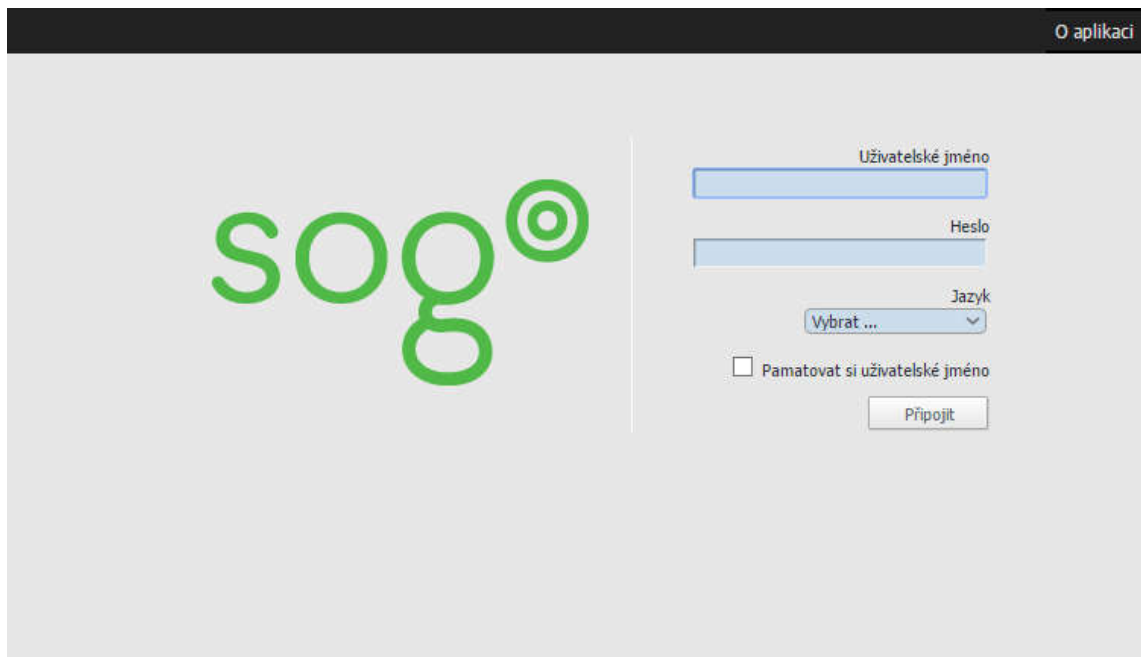 O aplikaci
sogo
Uživatelské jméno
Heslo
Jazyk
Vybrat ...
Pamatovat si uživatelské jméno
Připojit